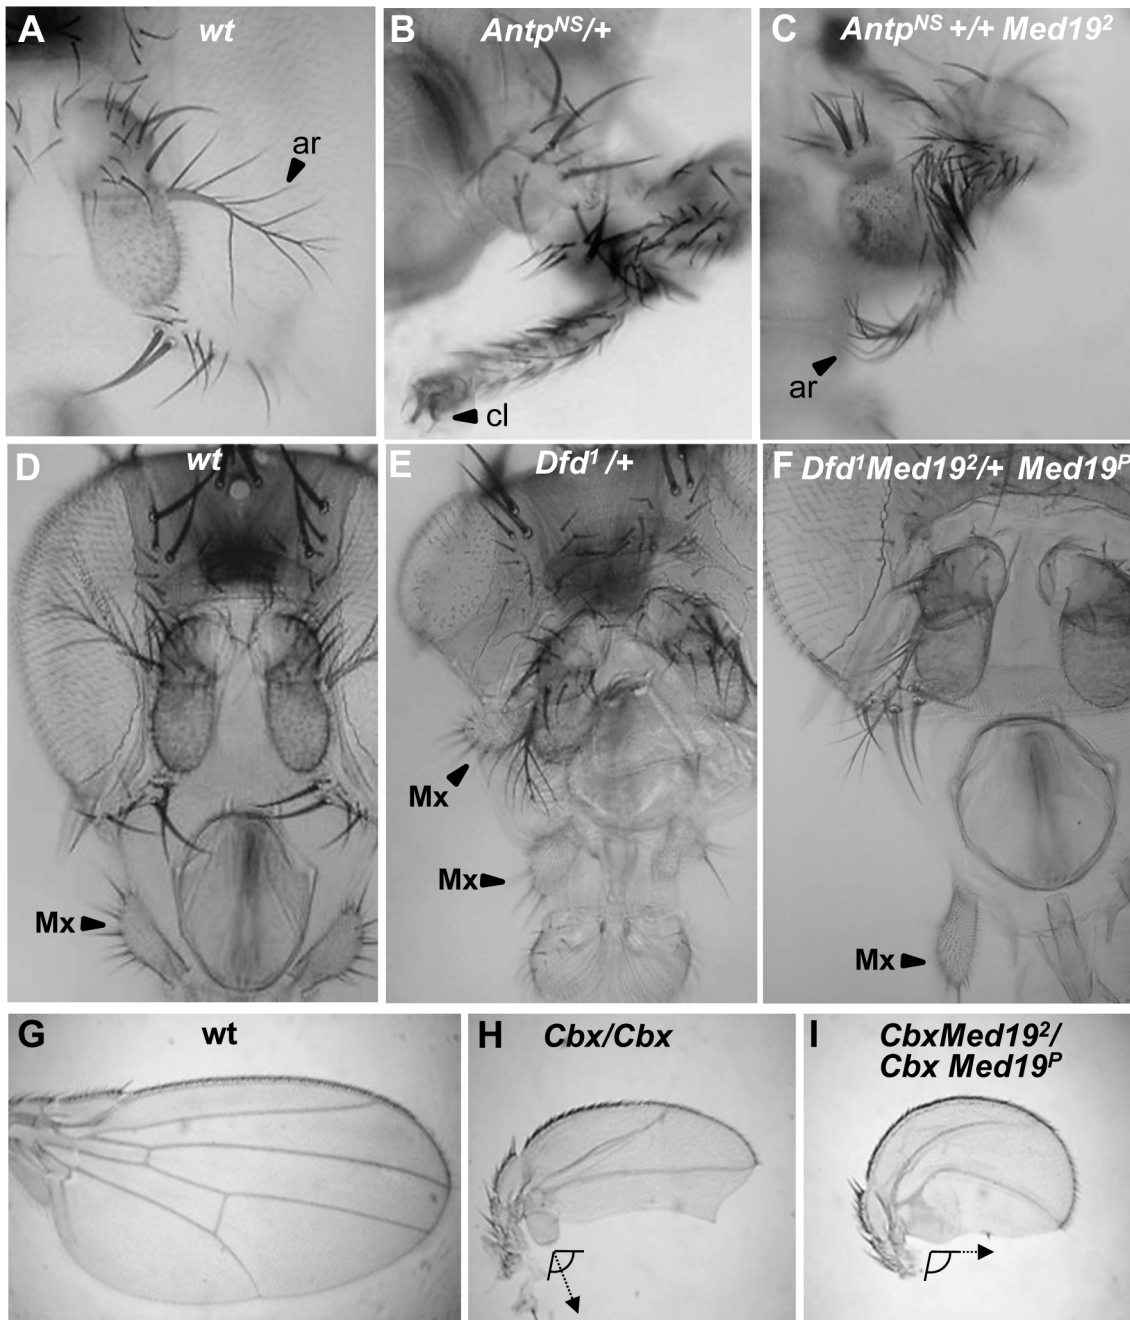 A wt
ar
B Antp^NS/+
cl
C Antp^NS +/+ Med19^2
ar
D wt
Mx
E Dfd^1/+
Mx
Mx
F Dfd^1Med19^2/+ Med19^P
Mx
G wt
H Cbx/Cbx
I CbxMed19^2/
Cbx Med19^P